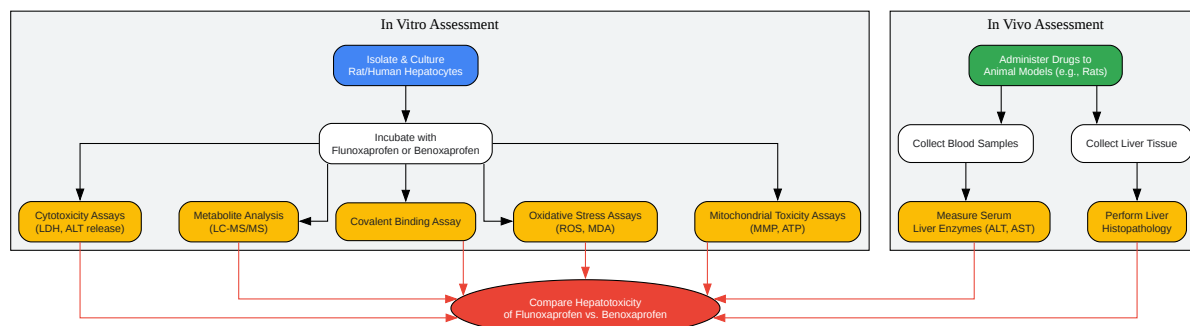 In Vitro Assessment
Isolate & Culture
Rat/Human Hepatocytes
Incubate with
Flunoxaprofen or Benoxaprofen
Cytotoxicity Assays
(LDH, ALT release)
Metabolite Analysis
(LC-MS/MS)
Covalent Binding Assay
Oxidative Stress Assays
(ROS, MDA)
Mitochondrial Toxicity Assays
(MMP, ATP)
In Vivo Assessment
Administer Drugs to
Animal Models (e.g., Rats)
Collect Blood Samples
Collect Liver Tissue
Measure Serum
Liver Enzymes (ALT, AST)
Perform Liver
Histopathology
Compare Hepatotoxicity
of Flunoxaprofen vs. Benoxaprofen